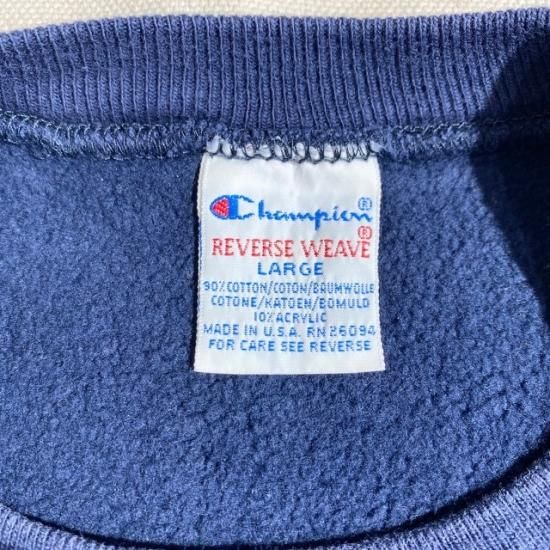 Champion®
REVERSE WEAVE®
LARGE
90% COTTON/COTON/BAUMWOLLE
COTONE/KATOEN/BOMULD
10% ACRYLIC
MADE IN U.S.A. RN 26094
FOR CARE SEE REVERSE